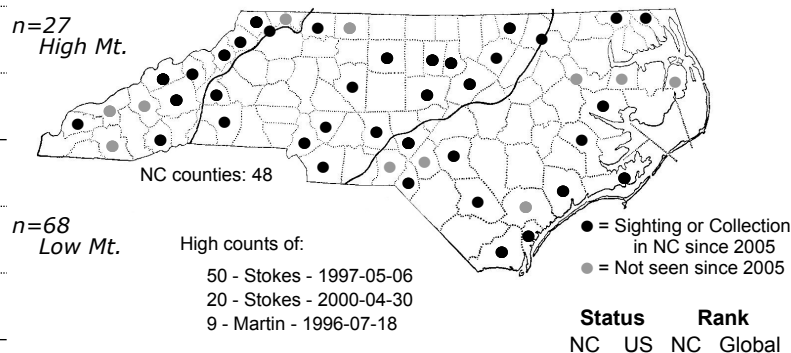 n=27
High Mt.
NC counties: 48
n=68
Low Mt.
High counts of:
50 - Stokes - 1997-05-06
20 - Stokes - 2000-04-30
9 - Martin - 1996-07-18
= Sighting or Collection
in NC since 2005
= Not seen since 2005
Status Rank
NC US NC Global